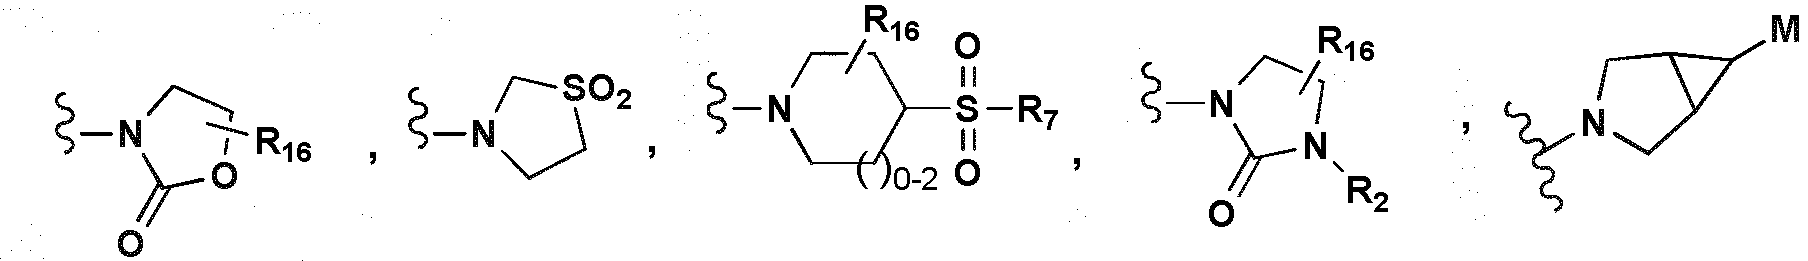 N R16 O O ,
N SO2 ,
R16 N O S O R7 ( )0-2 ,
R16 N N R2 O ,
M N